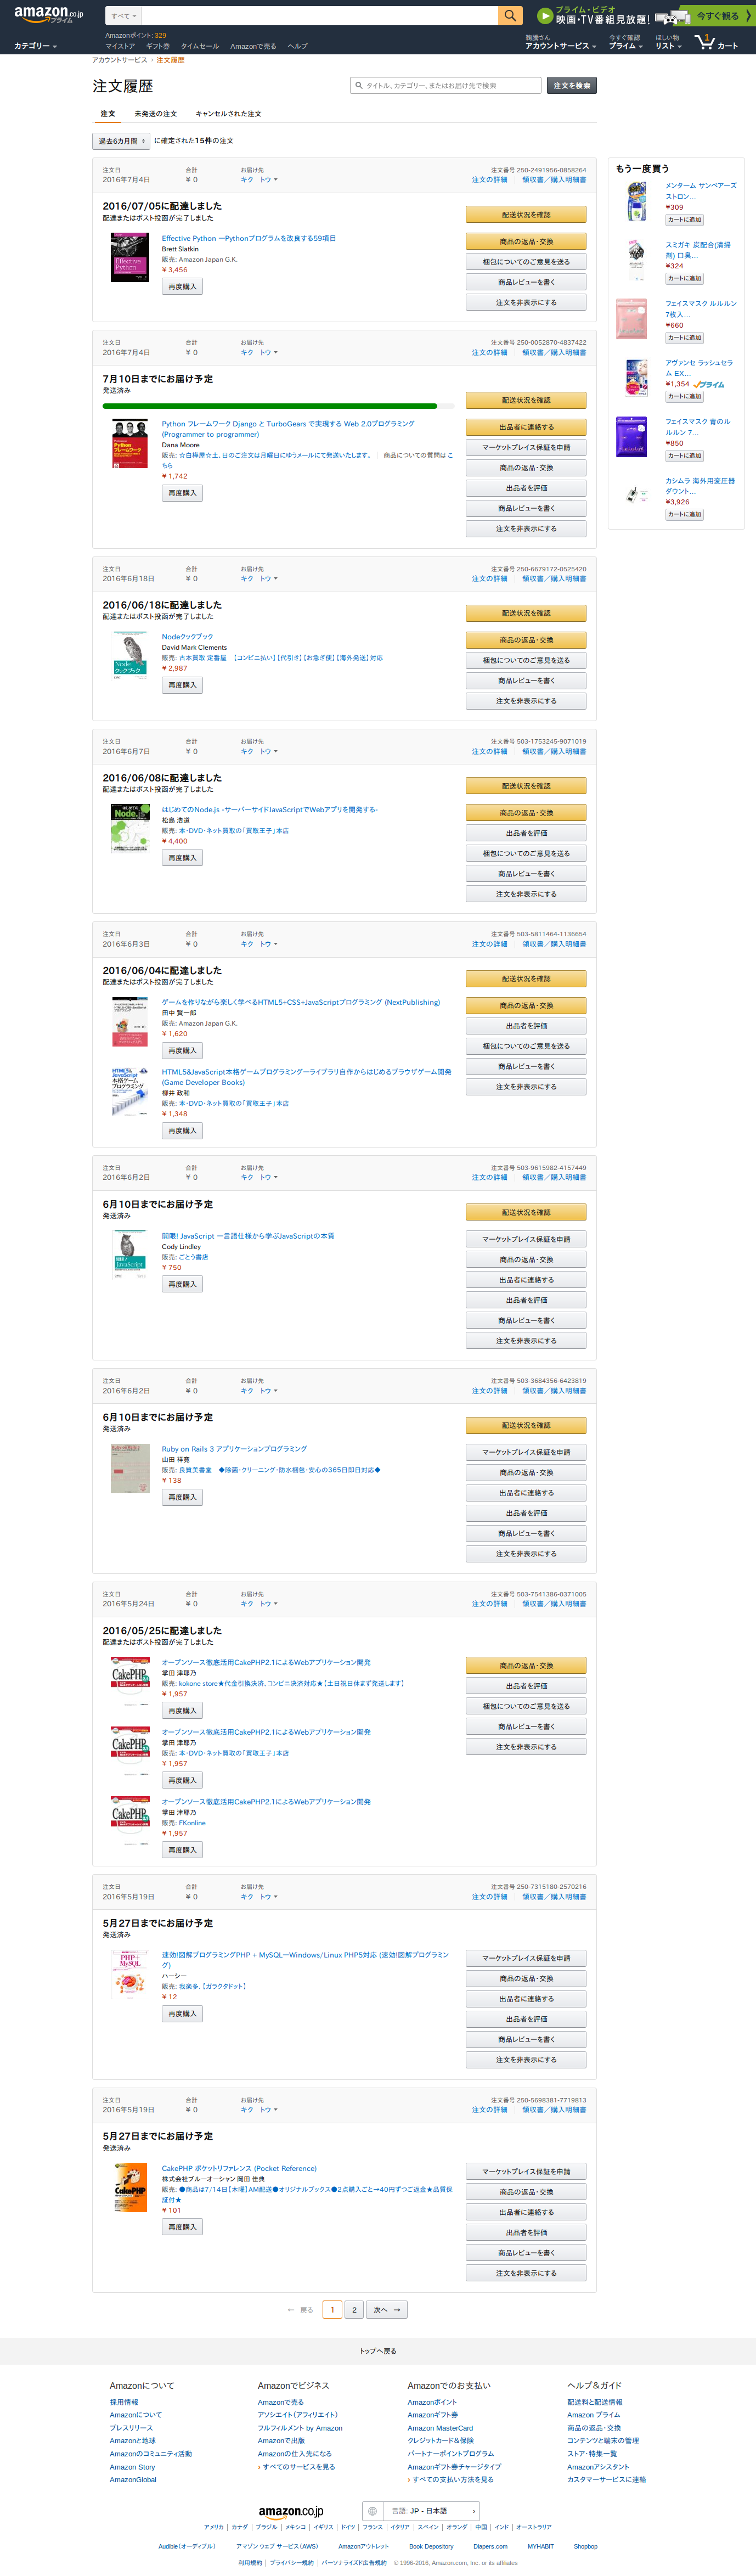 amazon.co.jp
プライム
すべて
プライム・ビデオ
映画・TV番組見放題!
今すぐ観る
Amazonポイント: 329
カテゴリー
マイストア ギフト券 タイムセール Amazonで売る ヘルプ
鞠騰さん
アカウントサービス
今すぐ確認
プライム
ほしい物
リスト
1
カート
アカウントサービス › 注文履歴
注文履歴
タイトル、カテゴリー、またはお届け先で検索
注文を検索
注文 未発送の注文 キャンセルされた注文
過去6カ月間 に確定された15件の注文
注文日 合計 お届け先 注文番号 250-2491956-0858264
2016年7月4日 ¥ 0 キク トウ 注文の詳細 領収書／購入明細書
2016/07/05に配達しました
配達またはポスト投函が完了しました
Effective Python ―Pythonプログラムを改良する59項目
Brett Slatkin
販売: Amazon Japan G.K.
¥ 3,456
再度購入
配送状況を確認
商品の返品・交換
梱包についてのご意見を送る
商品レビューを書く
注文を非表示にする
注文日 合計 お届け先 注文番号 250-0052870-4837422
2016年7月4日 ¥ 0 キク トウ 注文の詳細 領収書／購入明細書
7月10日までにお届け予定
発送済み
Python フレームワーク Django と TurboGears で実現する Web 2.0プログラミング
(Programmer to programmer)
Dana Moore
販売: ☆白樺屋☆土、日のご注文は月曜日にゆうメールにて発送いたします。 商品についての質問は こ
ちら
¥ 1,742
再度購入
配送状況を確認
出品者に連絡する
マーケットプレイス保証を申請
商品の返品・交換
出品者を評価
商品レビューを書く
注文を非表示にする
注文日 合計 お届け先 注文番号 250-6679172-0525420
2016年6月18日 ¥ 0 キク トウ 注文の詳細 領収書／購入明細書
2016/06/18に配達しました
配達またはポスト投函が完了しました
Nodeクックブック
David Mark Clements
販売: 古本買取 定番屋 【コンビニ払い】【代引き】【お急ぎ便】【海外発送】対応
¥ 2,987
再度購入
配送状況を確認
商品の返品・交換
梱包についてのご意見を送る
商品レビューを書く
注文を非表示にする
注文日 合計 お届け先 注文番号 503-1753245-9071019
2016年6月7日 ¥ 0 キク トウ 注文の詳細 領収書／購入明細書
2016/06/08に配達しました
配達またはポスト投函が完了しました
はじめてのNode.js -サーバーサイドJavaScriptでWebアプリを開発する-
松島 浩道
販売: 本・DVD・ネット買取の「買取王子」本店
¥ 4,400
再度購入
配送状況を確認
商品の返品・交換
出品者を評価
梱包についてのご意見を送る
商品レビューを書く
注文を非表示にする
注文日 合計 お届け先 注文番号 503-5811464-1136654
2016年6月3日 ¥ 0 キク トウ 注文の詳細 領収書／購入明細書
2016/06/04に配達しました
配達またはポスト投函が完了しました
ゲームを作りながら楽しく学べるHTML5+CSS+JavaScriptプログラミング (NextPublishing)
田中 賢一郎
販売: Amazon Japan G.K.
¥ 1,620
再度購入
HTML5&JavaScript本格ゲームプログラミング―ライブラリ自作からはじめるブラウザゲーム開発
(Game Developer Books)
柳井 政和
販売: 本・DVD・ネット買取の「買取王子」本店
¥ 1,348
再度購入
配送状況を確認
商品の返品・交換
出品者を評価
梱包についてのご意見を送る
商品レビューを書く
注文を非表示にする
注文日 合計 お届け先 注文番号 503-9615982-4157449
2016年6月2日 ¥ 0 キク トウ 注文の詳細 領収書／購入明細書
6月10日までにお届け予定
発送済み
開眼! JavaScript ―言語仕様から学ぶJavaScriptの本質
Cody Lindley
販売: ごとう書店
¥ 750
再度購入
配送状況を確認
マーケットプレイス保証を申請
商品の返品・交換
出品者に連絡する
出品者を評価
商品レビューを書く
注文を非表示にする
注文日 合計 お届け先 注文番号 503-3684356-6423819
2016年6月2日 ¥ 0 キク トウ 注文の詳細 領収書／購入明細書
6月10日までにお届け予定
発送済み
Ruby on Rails 3 アプリケーションプログラミング
山田 祥寛
販売: 良質美書堂 ◆除菌・クリーニング・防水梱包・安心の365日即日対応◆
¥ 138
再度購入
配送状況を確認
マーケットプレイス保証を申請
商品の返品・交換
出品者に連絡する
出品者を評価
商品レビューを書く
注文を非表示にする
注文日 合計 お届け先 注文番号 503-7541386-0371005
2016年5月24日 ¥ 0 キク トウ 注文の詳細 領収書／購入明細書
2016/05/25に配達しました
配達またはポスト投函が完了しました
オープンソース徹底活用CakePHP2.1によるWebアプリケーション開発
掌田 津耶乃
販売: kokone store★代金引換決済、コンビニ決済対応★【土日祝日休まず発送します】
¥ 1,957
再度購入
オープンソース徹底活用CakePHP2.1によるWebアプリケーション開発
掌田 津耶乃
販売: 本・DVD・ネット買取の「買取王子」本店
¥ 1,957
再度購入
オープンソース徹底活用CakePHP2.1によるWebアプリケーション開発
掌田 津耶乃
販売: FKonline
¥ 1,957
再度購入
商品の返品・交換
出品者を評価
梱包についてのご意見を送る
商品レビューを書く
注文を非表示にする
注文日 合計 お届け先 注文番号 250-7315180-2570216
2016年5月19日 ¥ 0 キク トウ 注文の詳細 領収書／購入明細書
5月27日までにお届け予定
発送済み
速効!図解プログラミングPHP + MySQL―Windows/Linux PHP5対応 (速効!図解プログラミン
グ)
ハーシー
販売: 我楽多. 【ガラクタドット】
¥ 12
再度購入
マーケットプレイス保証を申請
商品の返品・交換
出品者に連絡する
出品者を評価
商品レビューを書く
注文を非表示にする
注文日 合計 お届け先 注文番号 250-5698381-7719813
2016年5月19日 ¥ 0 キク トウ 注文の詳細 領収書／購入明細書
5月27日までにお届け予定
発送済み
CakePHP ポケットリファレンス (Pocket Reference)
株式会社ブルーオーシャン 岡田 佳典
販売: ●商品は7/14日【木曜】AM配送●オリジナルブックス●2点購入ごと→40円ずつご返金★品質保
証付★
¥ 101
再度購入
マーケットプレイス保証を申請
商品の返品・交換
出品者に連絡する
出品者を評価
商品レビューを書く
注文を非表示にする
← 戻る 1 2 次へ →
もう一度買う
メンターム サンベアーズ
ストロン...
¥309
カートに追加
スミガキ 炭配合(清掃
剤) 口臭...
¥324
カートに追加
フェイスマスク ルルルン
7枚入...
¥660
カートに追加
アヴァンセ ラッシュセラ
ム EX...
¥1,354 プライム
カートに追加
フェイスマスク 青のル
ルルン 7...
¥850
カートに追加
カシムラ 海外用変圧器
ダウント...
¥3,926
カートに追加
トップへ戻る
Amazonについて
採用情報
Amazonについて
プレスリリース
Amazonと地球
Amazonのコミュニティ活動
Amazon Story
AmazonGlobal
Amazonでビジネス
Amazonで売る
アソシエイト(アフィリエイト)
フルフィルメント by Amazon
Amazonで出版
Amazonの仕入先になる
› すべてのサービスを見る
Amazonでのお支払い
Amazonポイント
Amazonギフト券
Amazon MasterCard
クレジットカード&保険
パートナーポイントプログラム
Amazonギフト券チャージタイプ
› すべての支払い方法を見る
ヘルプ&ガイド
配送料と配送情報
Amazon プライム
商品の返品・交換
コンテンツと端末の管理
ストア・特集一覧
Amazonアシスタント
カスタマーサービスに連絡
amazon.co.jp
言語: JP - 日本語 ›
アメリカ カナダ ブラジル メキシコ イギリス ドイツ フランス イタリア スペイン オランダ 中国 インド オーストラリア
Audible(オーディブル) アマゾン ウェブ サービス(AWS) Amazonアウトレット Book Depository Diapers.com MYHABIT Shopbop
利用規約 プライバシー規約 パーソナライズド広告規約 © 1996-2016, Amazon.com, Inc. or its affiliates